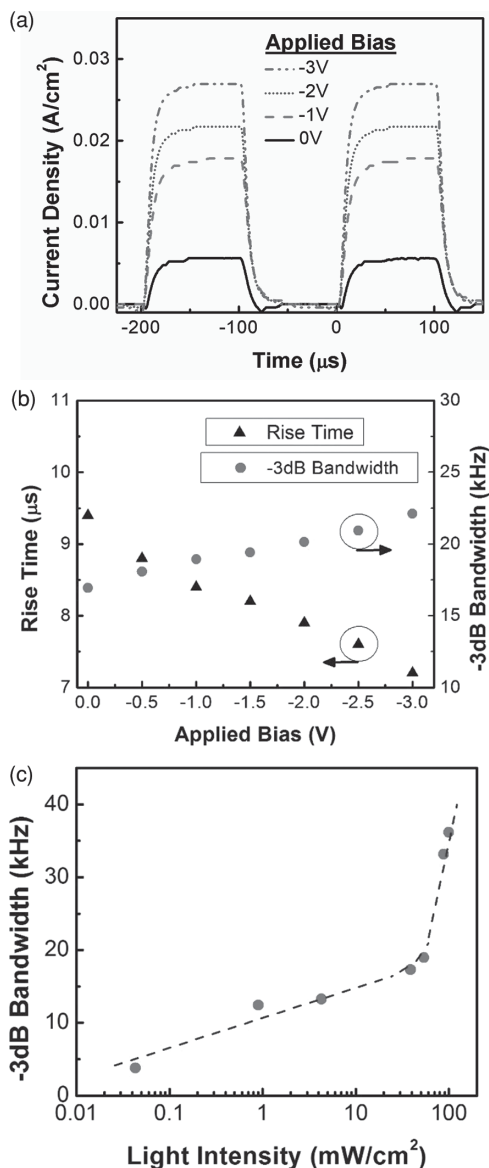 (a)
Applied Bias
-3V
-2V
-1V
0V
0.03
0.02
0.01
0.00
Current Density (A/cm²)
-200
-100
0
100
Time (μs)
(b)
11
10
9
8
7
Rise Time (μs)
Rise Time
-3dB Bandwidth
30
25
20
15
10
-3dB Bandwidth (kHz)
0.0
-0.5
-1.0
-1.5
-2.0
-2.5
-3.0
Applied Bias (V)
(c)
40
30
20
10
0
-3dB Bandwidth (kHz)
0.01
0.1
1
10
100
Light Intensity (mW/cm²)